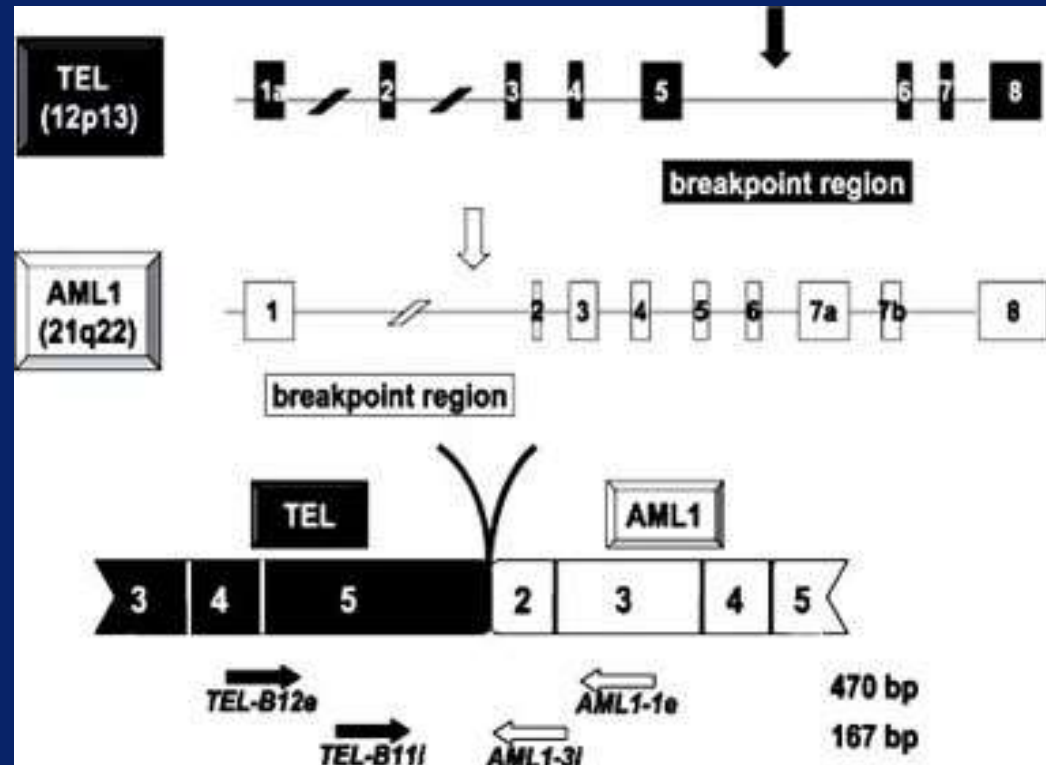 TEL
(12p13)
1a 2 3 4 5 6 7 8
breakpoint region
AML1
(21q22)
1 2 3 4 5 6 7a 7b 8
breakpoint region
TEL AML1
3 4 5 2 3 4 5
TEL-B12e AML1-1e 470 bp
TEL-B11i AML1-3i 167 bp